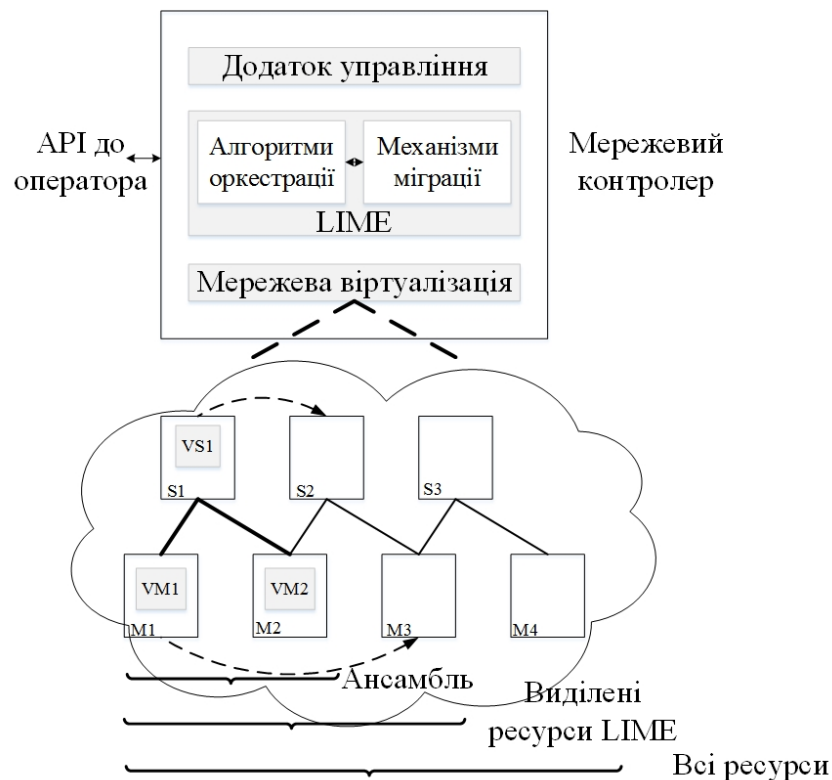 Додаток управління
API до
оператора
Алгоритми
оркестрації
Механізми
міграції
LIME
Мережевий
контролер
Мережева віртуалізація
VS1
S1
S2
S3
VM1
VM2
M1
M2
M3
M4
Ансамбль
Виділені
ресурси LIME
Всі ресурси